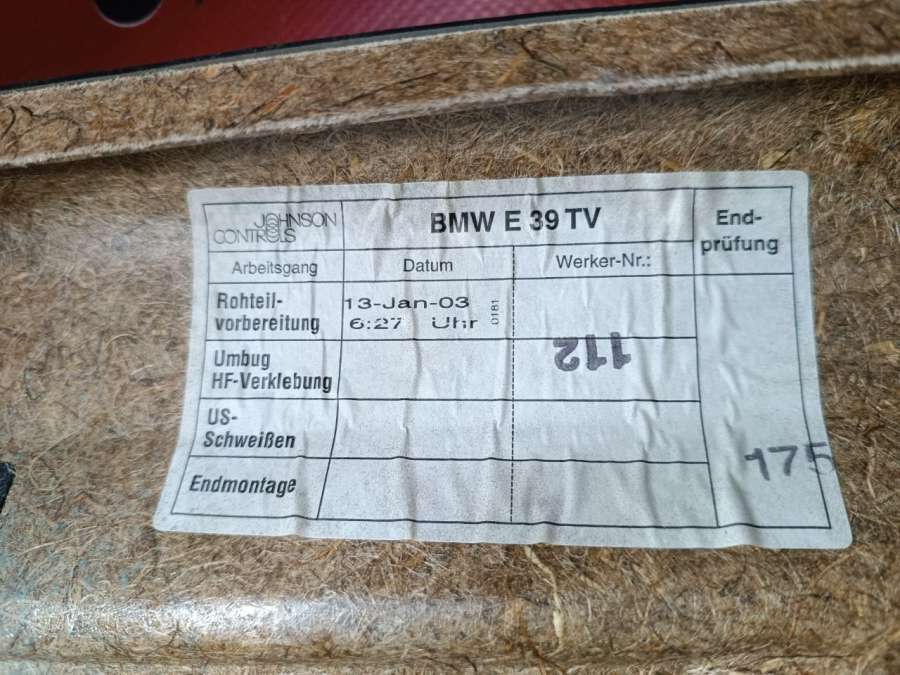 JOHNSON
CONTROLS
BMW E 39 TV
End-
prüfung
Arbeitsgang
Datum
Werker-Nr.:
Rohteil-
vorbereitung
13-Jan-03
6:27 Uhr
0181
Umbug
HF-Verklebung
112
US-
Schweißen
175
Endmontage